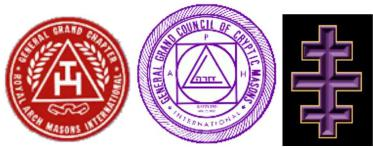 GENERAL GRAND CHAPTER
ROYAL ARCH MASONS INTERNATIONAL
GENERAL GRAND COUNCIL OF CRYPTIC MASONS
INTERNATIONAL
P
A
H